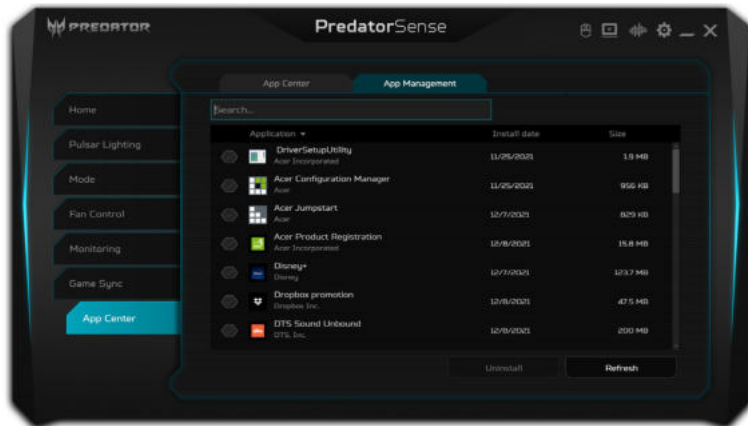 PREDATOR
PredatorSense
App Center
App Management
Home
Pulsar Lighting
Mode
Fan Control
Monitoring
Game Sync
App Center
Search...
Application
Install date
Size
DriverSetupUtility
Acer Incorporated
11/25/2021
1.9 MB
Acer Configuration Manager
Acer
11/25/2021
956 KB
Acer Jumpstart
Acer
12/7/2021
829 KB
Acer Product Registration
Acer Incorporated
12/8/2021
15.8 MB
Disney+
Disney
12/7/2021
123.7 MB
Dropbox promotion
Dropbox Inc.
12/8/2021
47.5 MB
DTS Sound Unbound
DTS, Inc.
12/8/2021
200 MB
Uninstall
Refresh